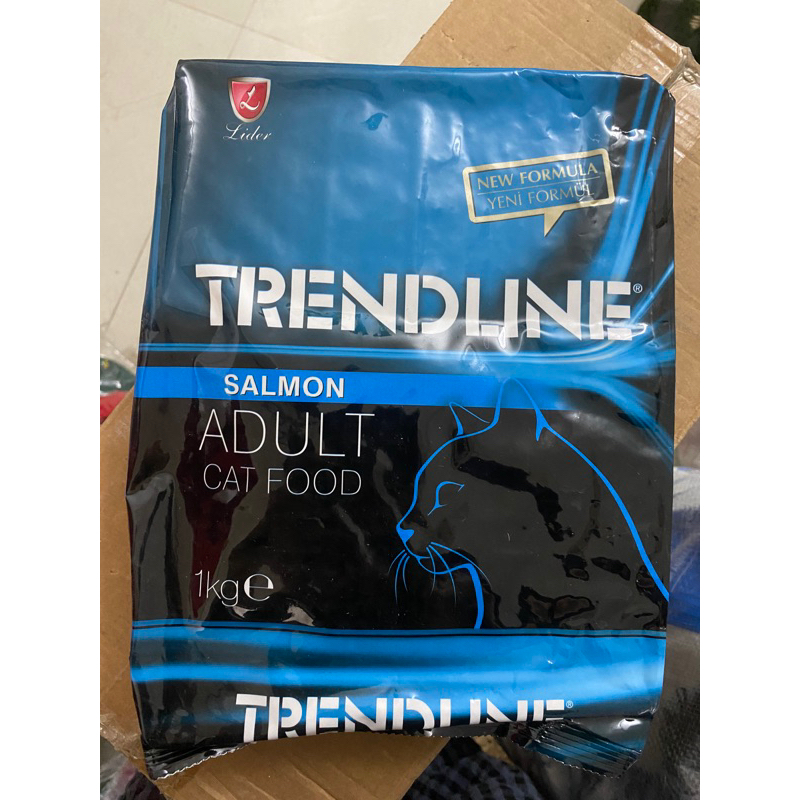 Lider
NEW FORMULA
YENİ FORMÜL
TRENDLINE®
SALMON
ADULT
CAT FOOD
1kg℮
TRENDLINE®